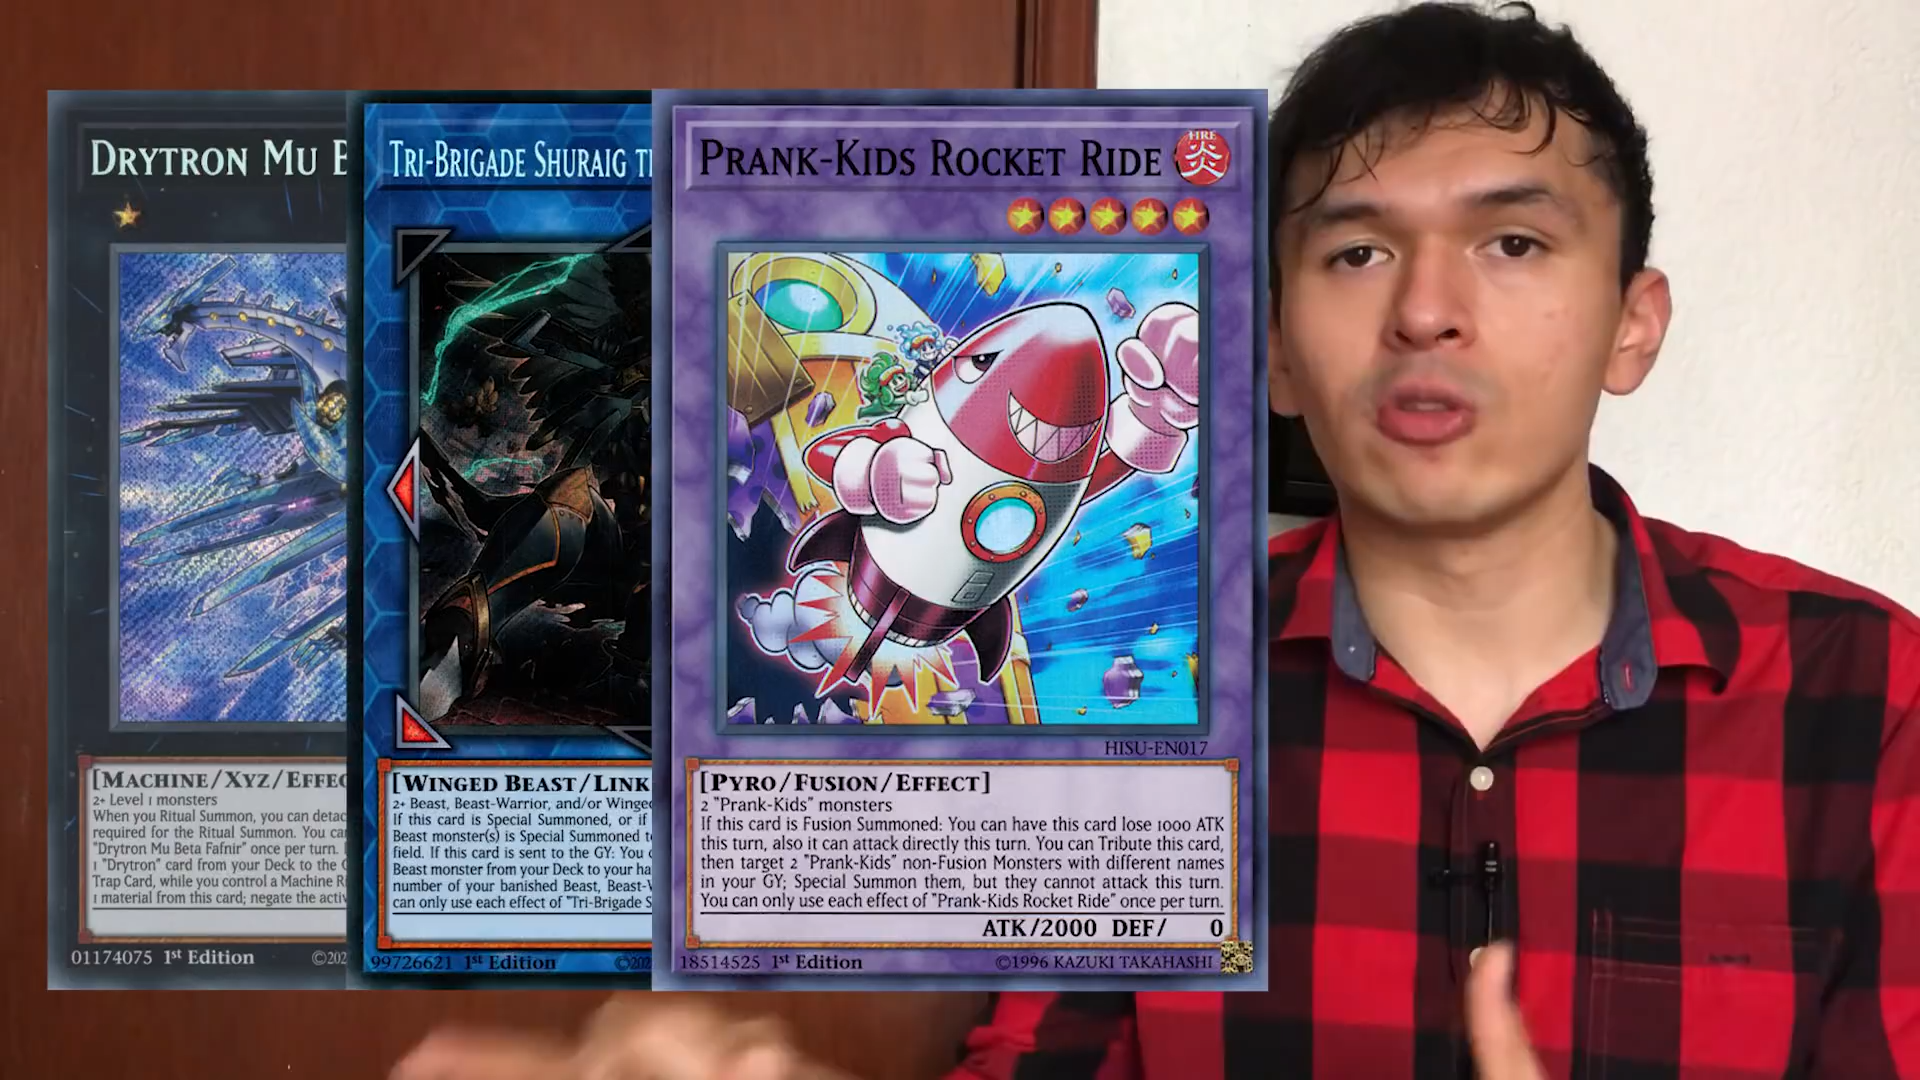 DRYTRON MU B
[MACHINE/XYZ/EFFEC
2+ Level 1 monsters
When you Ritual Summon, you can detac
required for the Ritual Summon. You ca
"Drytron Mu Beta Fafnir" once per turn.
1 "Drytron" card from your Deck to the G
Trap Card, while you control a Machine Ri
1 material from this card; negate the activ
01174075 1st Edition ©202
TRI-BRIGADE SHURAIG TH
[WINGED BEAST/LINK
2+ Beast, Beast-Warrior, and/or Winged
If this card is Special Summoned, or if
Beast monster(s) is Special Summoned to
field. If this card is sent to the GY: You c
Beast monster from your Deck to your ha
number of your banished Beast, Beast-W
can only use each effect of "Tri-Brigade S
99726621 1st Edition ©202
PRANK-KIDS ROCKET RIDE
FIRE
炎
HISU-EN017
[PYRO/FUSION/EFFECT]
2 "Prank-Kids" monsters
If this card is Fusion Summoned: You can have this card lose 1000 ATK
this turn, also it can attack directly this turn. You can Tribute this card,
then target 2 "Prank-Kids" non-Fusion Monsters with different names
in your GY; Special Summon them, but they cannot attack this turn.
You can only use each effect of "Prank-Kids Rocket Ride" once per turn.
ATK/2000 DEF/ 0
18514525 1st Edition ©1996 KAZUKI TAKAHASHI